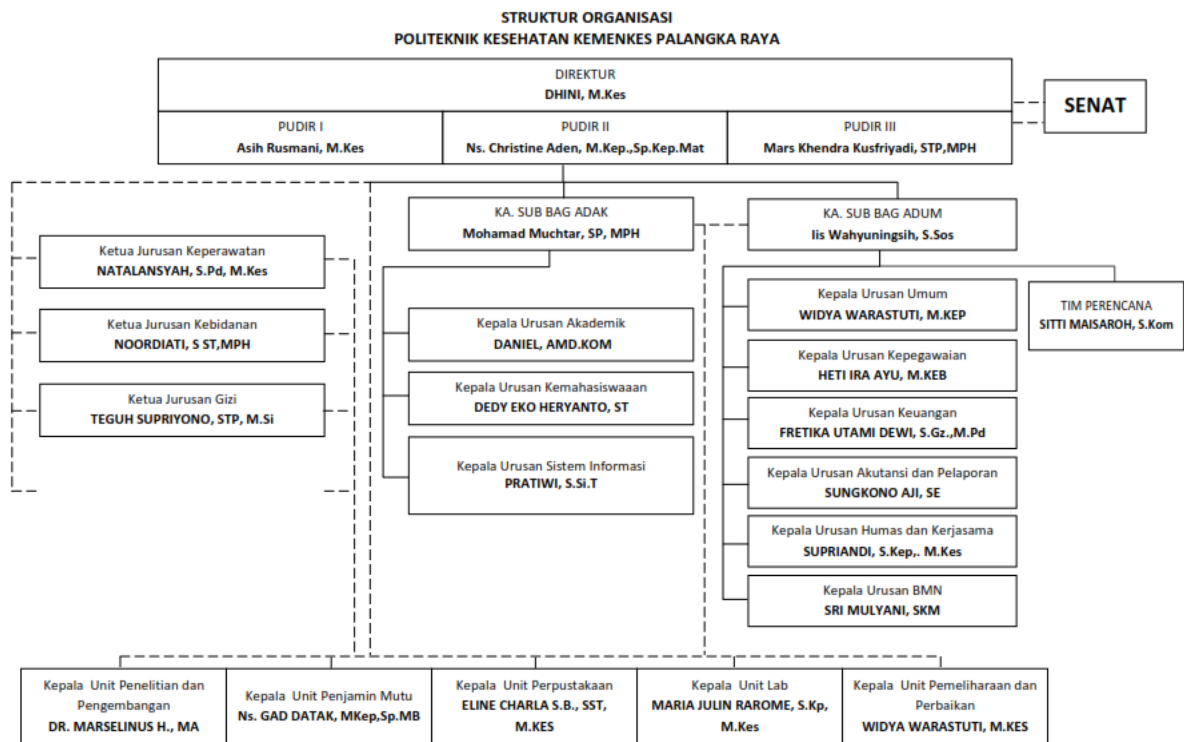 STRUKTUR ORGANISASI
POLITEKNIK KESEHATAN KEMENKES PALANGKA RAYA
DIREKTUR
DHINI, M.Kes
SENAT
PUDIR I
Asih Rusmani, M.Kes
PUDIR II
Ns. Christine Aden, M.Kep.,Sp.Kep.Mat
PUDIR III
Mars Khendra Kusfriyadi, STP,MPH
KA. SUB BAG ADAK
Mohamad Muchtar, SP, MPH
KA. SUB BAG ADUM
Iis Wahyuningsih, S.Sos
Ketua Jurusan Keperawatan
NATALANSYAH, S.Pd, M.Kes
Ketua Jurusan Kebidanan
NOORDIATI, S ST,MPH
Ketua Jurusan Gizi
TEGUH SUPRIYONO, STP, M.Si
Kepala Urusan Akademik
DANIEL, AMD.KOM
Kepala Urusan Kemahasiswaaan
DEDY EKO HERYANTO, ST
Kepala Urusan Sistem Informasi
PRATIWI, S.Si.T
Kepala Urusan Umum
WIDYA WARASTUTI, M.KEP
Kepala Urusan Kepegawaian
HETI IRA AYU, M.KEB
Kepala Urusan Keuangan
FRETIKA UTAMI DEWI, S.Gz.,M.Pd
Kepala Urusan Akutansi dan Pelaporan
SUNGKONO AJI, SE
Kepala Urusan Humas dan Kerjasama
SUPRIANDI, S.Kep,. M.Kes
Kepala Urusan BMN
SRI MULYANI, SKM
TIM PERENCANA
SITTI MAISAROH, S.Kom
Kepala Unit Penelitian dan
Pengembangan
DR. MARSELINUS H., MA
Kepala Unit Penjamin Mutu
Ns. GAD DATAK, MKep,Sp.MB
Kepala Unit Perpustakaan
ELINE CHARLA S.B., SST,
M.KES
Kepala Unit Lab
MARIA JULIN RAROME, S.Kp,
M.Kes
Kepala Unit Pemeliharaan dan
Perbaikan
WIDYA WARASTUTI, M.KES